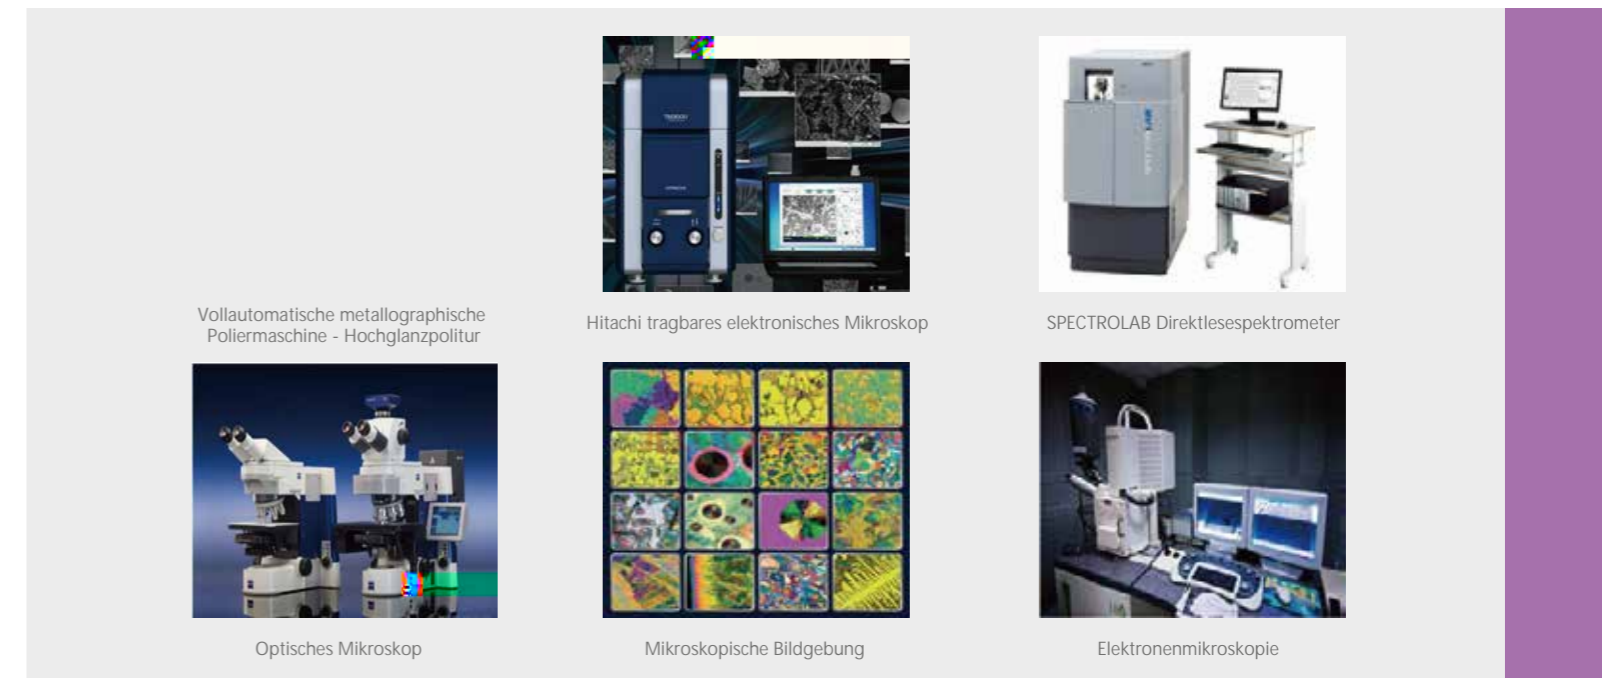 Vollautomatische metallographische
Poliermaschine - Hochglanzpolitur
Hitachi tragbares elektronisches Mikroskop
SPECTROLAB Direktlesespektrometer
Optisches Mikroskop
Mikroskopische Bildgebung
Elektronenmikroskopie